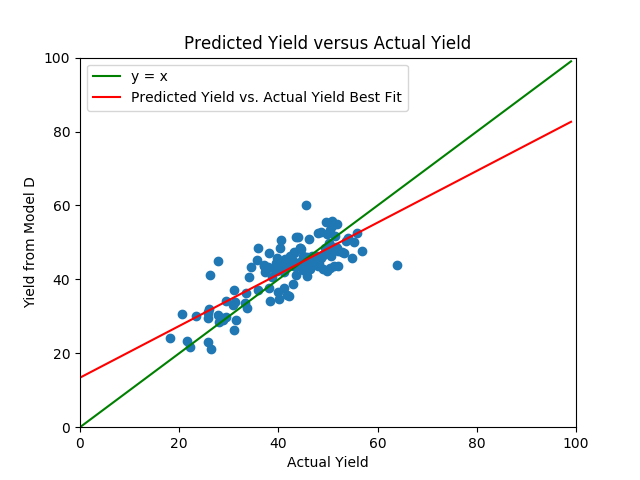 Predicted Yield versus Actual Yield
y = x
Predicted Yield vs. Actual Yield Best Fit
Yield from Model D
100
80
60
40
20
0
0 20 40 60 80 100
Actual Yield